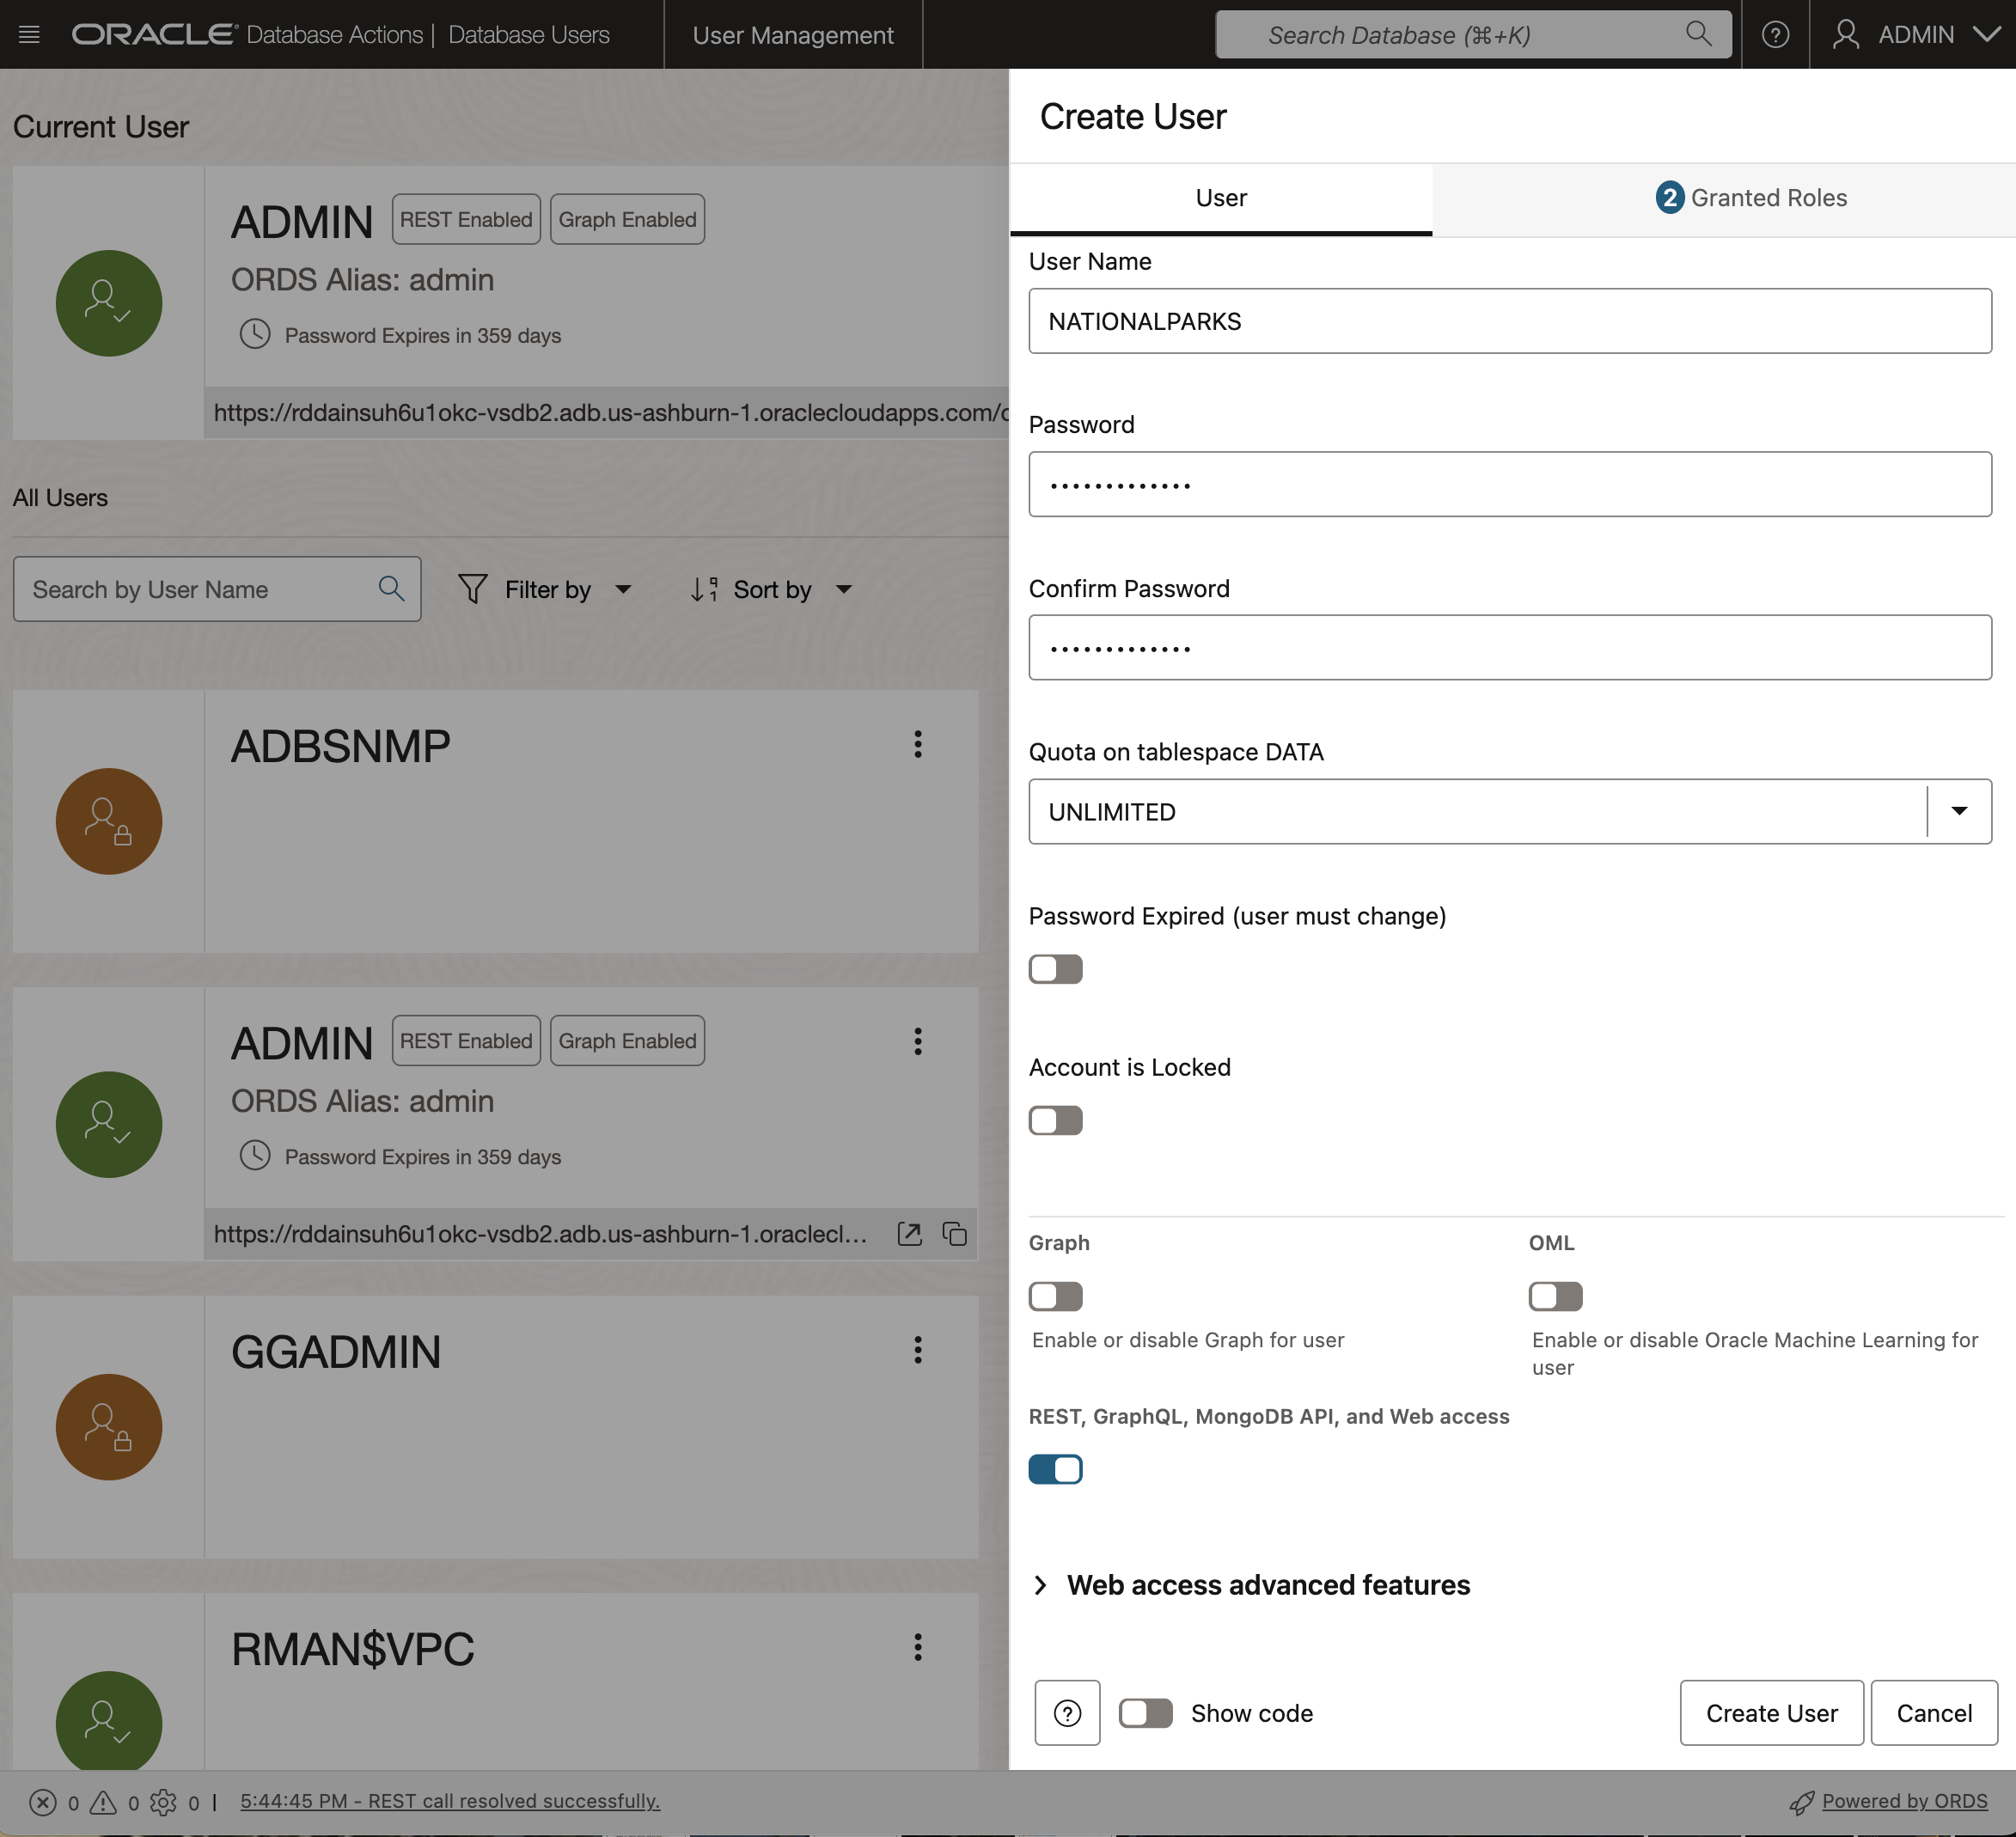 ORACLE® Database Actions | Database Users
User Management
Search Database (⌘+K)
ADMIN
Current User
ADMIN REST Enabled Graph Enabled
ORDS Alias: admin
Password Expires in 359 days
https://rddainsuh6u1okc-vsdb2.adb.us-ashburn-1.oraclecloudapps.com/
All Users
Search by User Name
Filter by
Sort by
ADBSNMP
ADMIN REST Enabled Graph Enabled
ORDS Alias: admin
Password Expires in 359 days
https://rddainsuh6u1okc-vsdb2.adb.us-ashburn-1.oraclecl...
GGADMIN
RMAN$VPC
Create User
User
2 Granted Roles
User Name
NATIONALPARKS
Password
•••••••••••••
Confirm Password
•••••••••••••
Quota on tablespace DATA
UNLIMITED
Password Expired (user must change)
Account is Locked
Graph
Enable or disable Graph for user
OML
Enable or disable Oracle Machine Learning for
user
REST, GraphQL, MongoDB API, and Web access
Web access advanced features
Show code
Create User
Cancel
0 0 0 | 5:44:45 PM - REST call resolved successfully.
Powered by ORDS